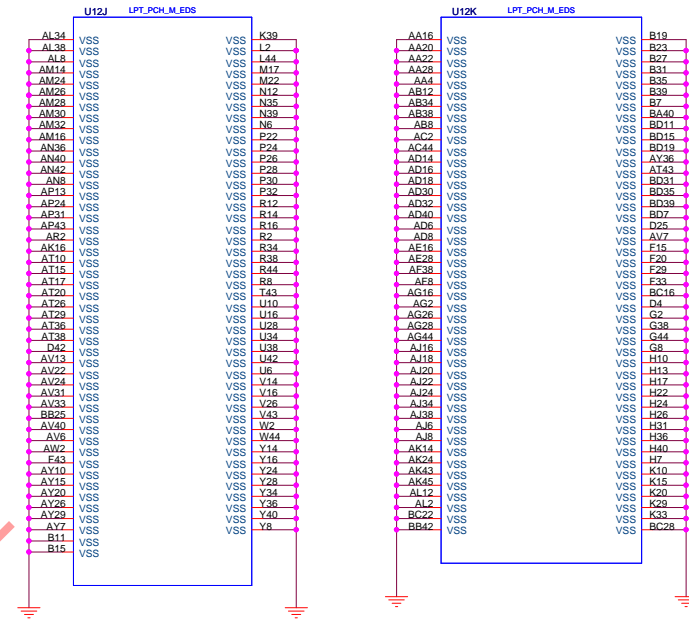 U12J LPT_PCH_M_EDS
AL34 VSS VSS K39
AL38 VSS VSS L2
AL8 VSS VSS L44
AM14 VSS VSS M17
AM24 VSS VSS M22
AM26 VSS VSS N12
AM28 VSS VSS N35
AM30 VSS VSS N39
AM32 VSS VSS N6
AM16 VSS VSS P22
AN36 VSS VSS P24
AN40 VSS VSS P26
AN42 VSS VSS P28
AN8 VSS VSS P30
AP13 VSS VSS P32
AP24 VSS VSS R12
AP31 VSS VSS R14
AP43 VSS VSS R16
AR2 VSS VSS R2
AK16 VSS VSS R34
AT10 VSS VSS R38
AT15 VSS VSS R44
AT17 VSS VSS R8
AT20 VSS VSS T43
AT26 VSS VSS U10
AT29 VSS VSS U16
AT36 VSS VSS U28
AT38 VSS VSS U34
D42 VSS VSS U38
AV13 VSS VSS U42
AV22 VSS VSS U6
AV24 VSS VSS V14
AV31 VSS VSS V16
AV33 VSS VSS V26
BB25 VSS VSS V43
AV40 VSS VSS W2
AV6 VSS VSS W44
AW2 VSS VSS Y14
F43 VSS VSS Y16
AY10 VSS VSS Y24
AY15 VSS VSS Y28
AY20 VSS VSS Y34
AY26 VSS VSS Y36
AY29 VSS VSS Y40
AY7 VSS VSS Y8
B11 VSS
B15 VSS
U12K LPT_PCH_M_EDS
AA16 VSS VSS B19
AA20 VSS VSS B23
AA22 VSS VSS B27
AA28 VSS VSS B31
AA4 VSS VSS B35
AB12 VSS VSS B39
AB34 VSS VSS B7
AB38 VSS VSS BA40
AB8 VSS VSS BD11
AC2 VSS VSS BD15
AC44 VSS VSS BD19
AD14 VSS VSS AY36
AD16 VSS VSS AT43
AD18 VSS VSS BD31
AD30 VSS VSS BD35
AD32 VSS VSS BD39
AD40 VSS VSS BD7
AD6 VSS VSS D25
AD8 VSS VSS AV7
AE16 VSS VSS F15
AE28 VSS VSS F20
AF38 VSS VSS F29
AF8 VSS VSS F33
AG16 VSS VSS BC16
AG2 VSS VSS D4
AG26 VSS VSS G2
AG28 VSS VSS G38
AG44 VSS VSS G44
AJ16 VSS VSS G8
AJ18 VSS VSS H10
AJ20 VSS VSS H13
AJ22 VSS VSS H17
AJ24 VSS VSS H22
AJ34 VSS VSS H24
AJ38 VSS VSS H26
AJ6 VSS VSS H31
AJ8 VSS VSS H36
AK14 VSS VSS H40
AK24 VSS VSS H7
AK43 VSS VSS K10
AK45 VSS VSS K15
AL12 VSS VSS K20
AL2 VSS VSS K29
BC22 VSS VSS K33
BB42 VSS VSS BC28